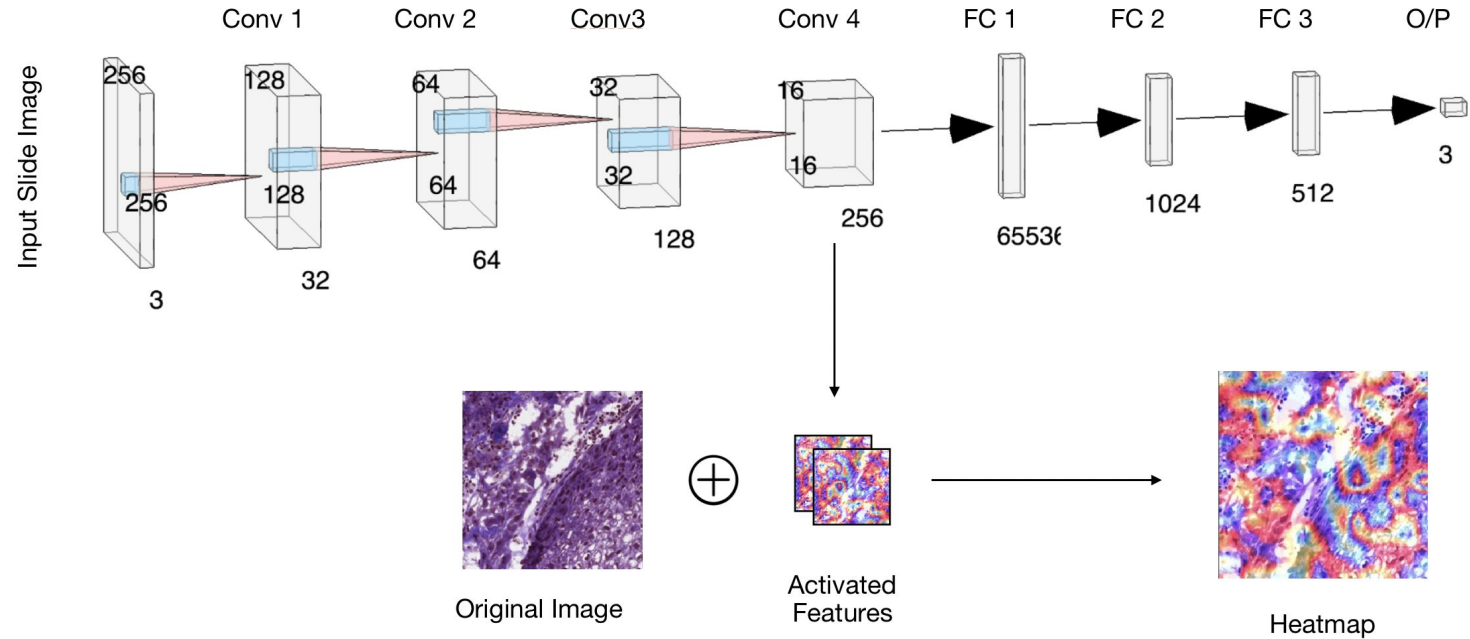 Conv 1
Conv 2
Conv3
Conv 4
FC 1
FC 2
FC 3
O/P
Input Slide Image
256
256
3
128
128
32
64
64
64
32
32
128
16
16
256
65536
1024
512
3
Original Image
Activated
Features
Heatmap